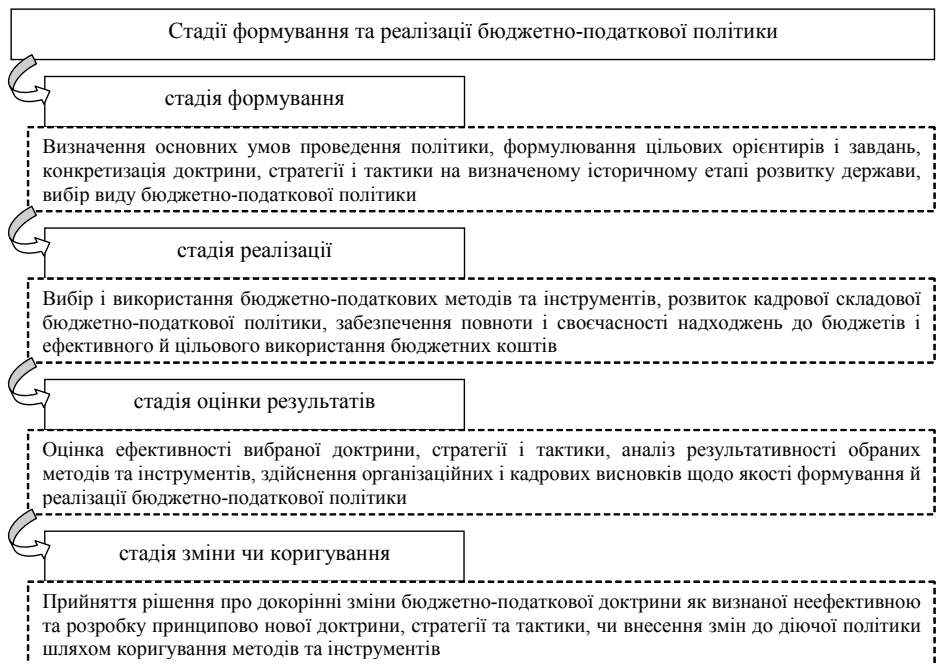 Стадії формування та реалізації бюджетно-податкової політики
стадія формування
Визначення основних умов проведення політики, формулювання цільових орієнтирів і завдань,
конкретизація доктрини, стратегії і тактики на визначеному історичному етапі розвитку держави,
вибір виду бюджетно-податкової політики
стадія реалізації
Вибір і використання бюджетно-податкових методів та інструментів, розвиток кадрової складової
бюджетно-податкової політики, забезпечення повноти і своєчасності надходжень до бюджетів і
ефективного й цільового використання бюджетних коштів
стадія оцінки результатів
Оцінка ефективності вибраної доктрини, стратегії і тактики, аналіз результативності обраних
методів та інструментів, здійснення організаційних і кадрових висновків щодо якості формування й
реалізації бюджетно-податкової політики
стадія зміни чи коригування
Прийняття рішення про докорінні зміни бюджетно-податкової доктрини як визнаної неефективною
та розробку принципово нової доктрини, стратегії та тактики, чи внесення змін до діючої політики
шляхом коригування методів та інструментів